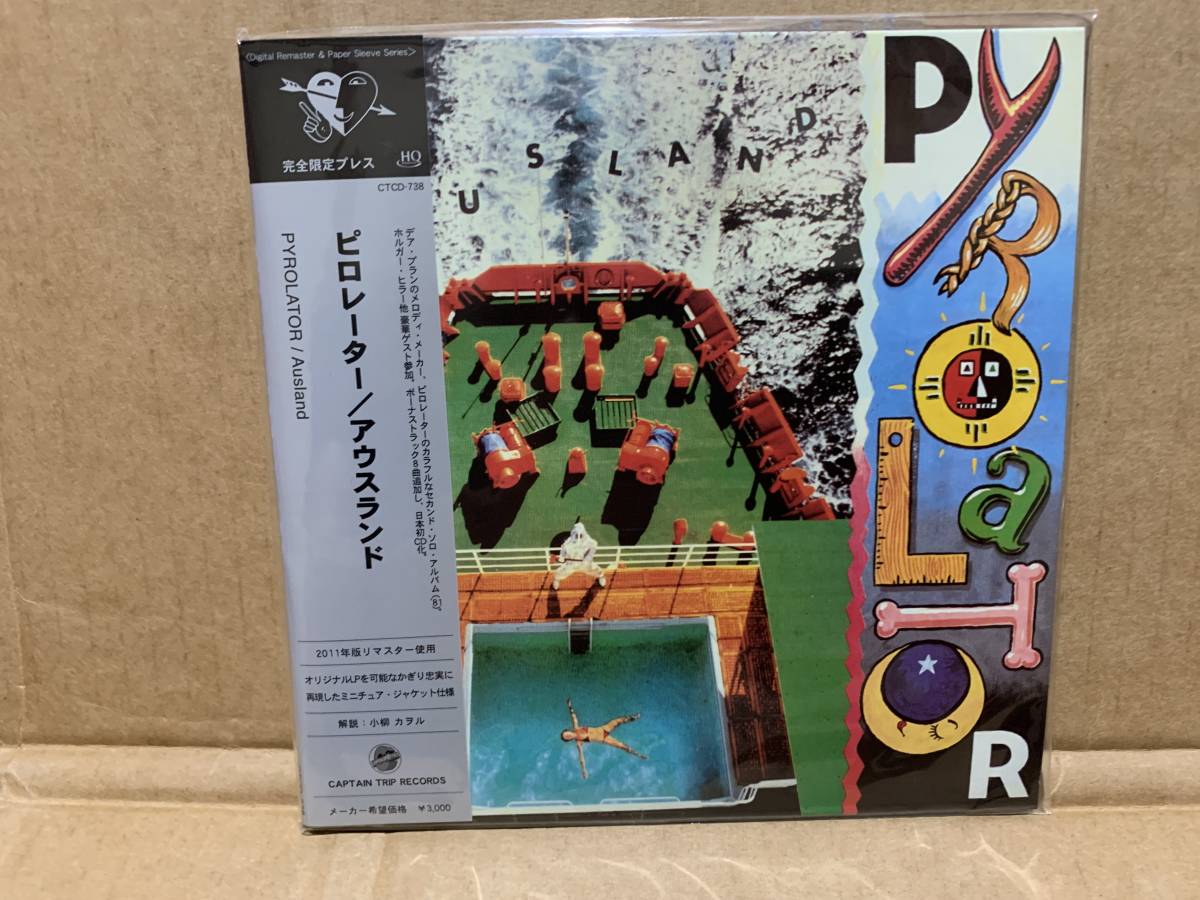 〈Digital Remaster & Paper Sleeve Series〉
完全限定プレス
HQ
CTCD-738
デア・プランのメロディ・メーカー、ピロレーターのカラフルなセカンド・ソロ・アルバム('81)。
ホルガー・ヒラー他 豪華ゲスト参加。ボーナストラック8曲追加し、日本初CD化。
ピロレーター/アウスランド
PYROLATOR / Ausland
2011年版リマスター使用
オリジナルLPを可能なかぎり忠実に
再現したミニチュア・ジャケット仕様
解説:小柳 カヲル
CAPTAIN TRIP RECORDS
メーカー希望価格 ¥3,000
USLAND
PYROLaTOR